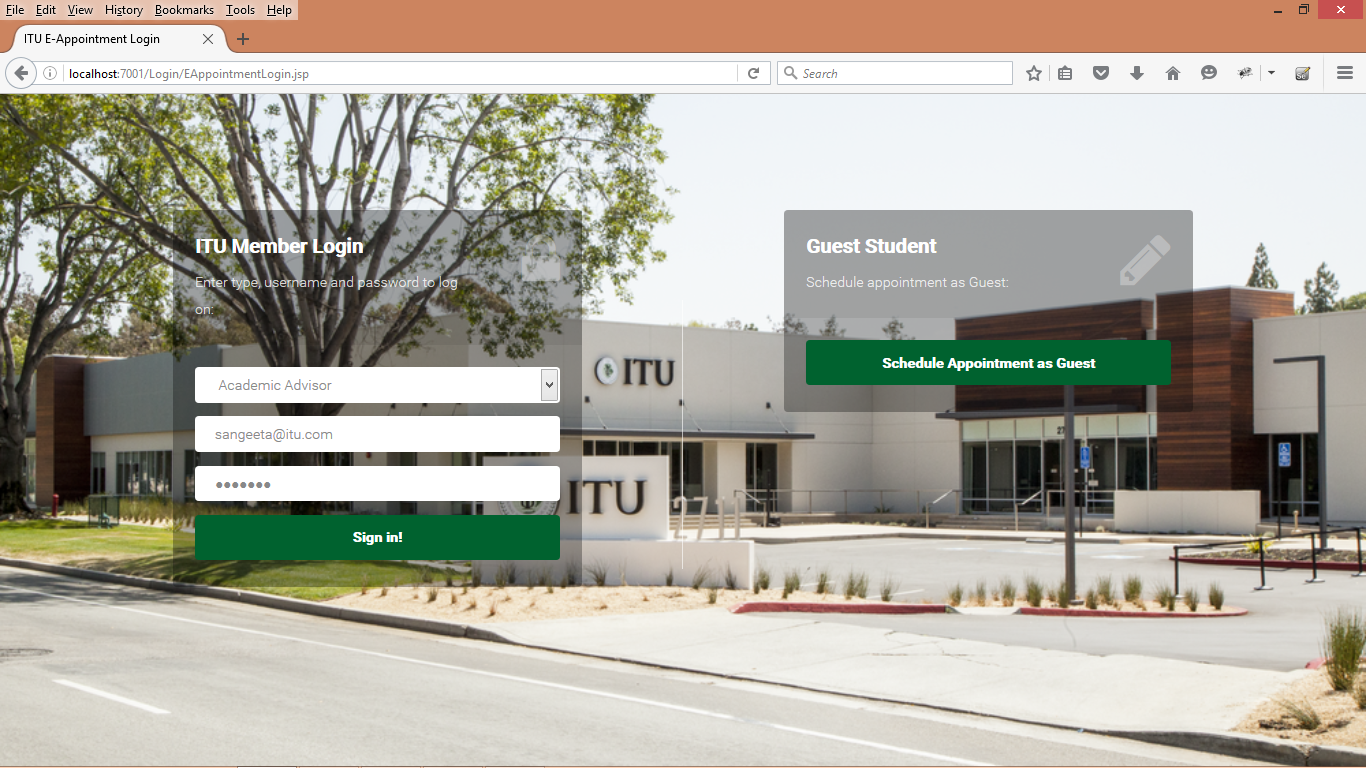 File Edit View History Bookmarks Tools Help
ITU E-Appointment Login
localhost:7001/Login/EAppointmentLogin.jsp
Search
ITU Member Login
Enter type, username and password to log
on:
Academic Advisor
sangeeta@itu.com
•••••••
Sign in!
Guest Student
Schedule appointment as Guest:
Schedule Appointment as Guest
ITU
ITU